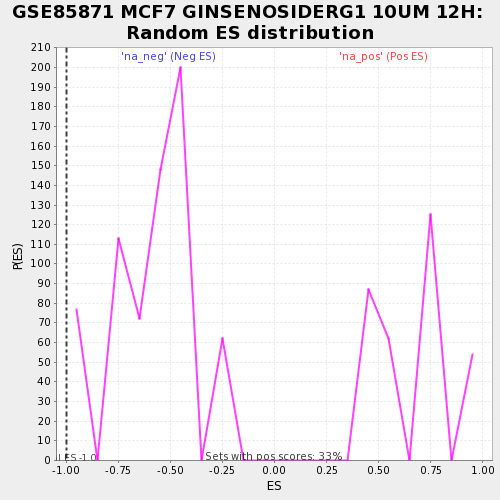 GSE85871 MCF7 GINSENOSIDERG1 10UM 12H:
Random ES distribution
'na_neg' (Neg ES)
'na_pos' (Pos ES)
210
200
190
180
170
160
150
140
130
120
110
100
90
80
70
60
50
40
30
20
10
0
P(ES)
Sets with pos scores: 33%
-1.00 -0.75 -0.50 -0.25 0.00 0.25 0.50 0.75 1.00
ES